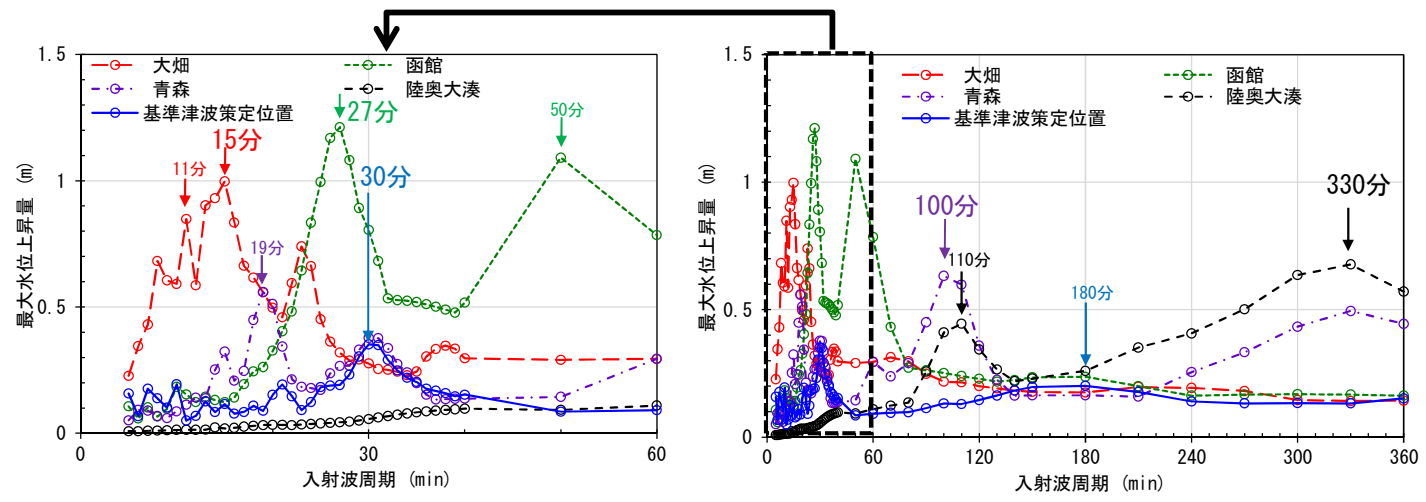 1.5
1
0.5
0
0
30
60
最大水位上昇量 (m)
入射波周期 (min)
大畑
函館
青森
陸奥大湊
基準津波策定位置
11分
15分
19分
27分
30分
50分
1.5
1
0.5
0
0
60
120
180
240
300
360
最大水位上昇量 (m)
入射波周期 (min)
大畑
函館
青森
陸奥大湊
基準津波策定位置
100分
110分
180分
330分